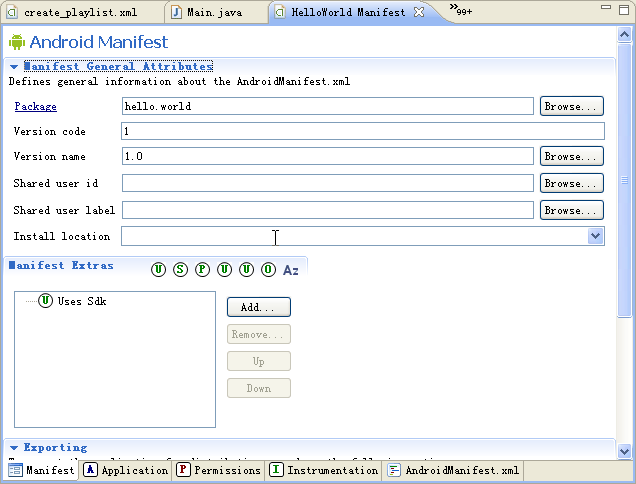 create_playlist.xml Main.java HelloWorld Manifest »99+
Android Manifest
Manifest General Attributes
Defines general information about the AndroidManifest.xml
Package hello.world Browse...
Version code 1
Version name 1.0 Browse...
Shared user id Browse...
Shared user label Browse...
Install location
Manifest Extras U S P U U O Az
U Uses Sdk
Add...
Remove...
Up
Down
Exporting
Manifest A Application P Permissions I Instrumentation AndroidManifest.xml